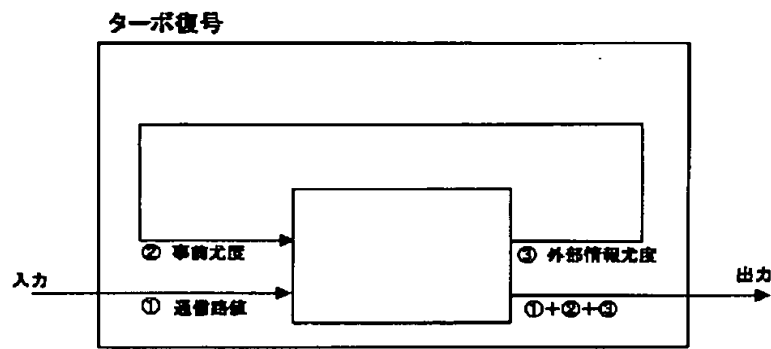 ターボ復号
② 事前尤度
③ 外部情報尤度
入力
出力
① 通信路値
①+②+③